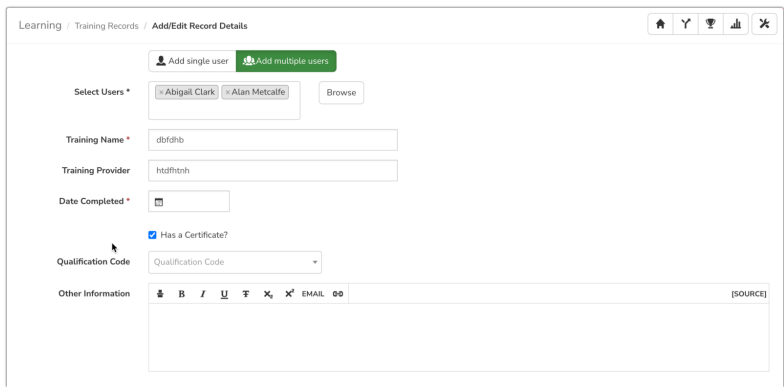 Learning / Training Records / Add/Edit Record Details
Add single user Add multiple users
Select Users * ×Abigail Clark ×Alan Metcalfe Browse
Training Name * dbfdhb
Training Provider htdfhtnh
Date Completed *
Has a Certificate?
Qualification Code Qualification Code
Other Information B I U T X₂ X² EMAIL [SOURCE]